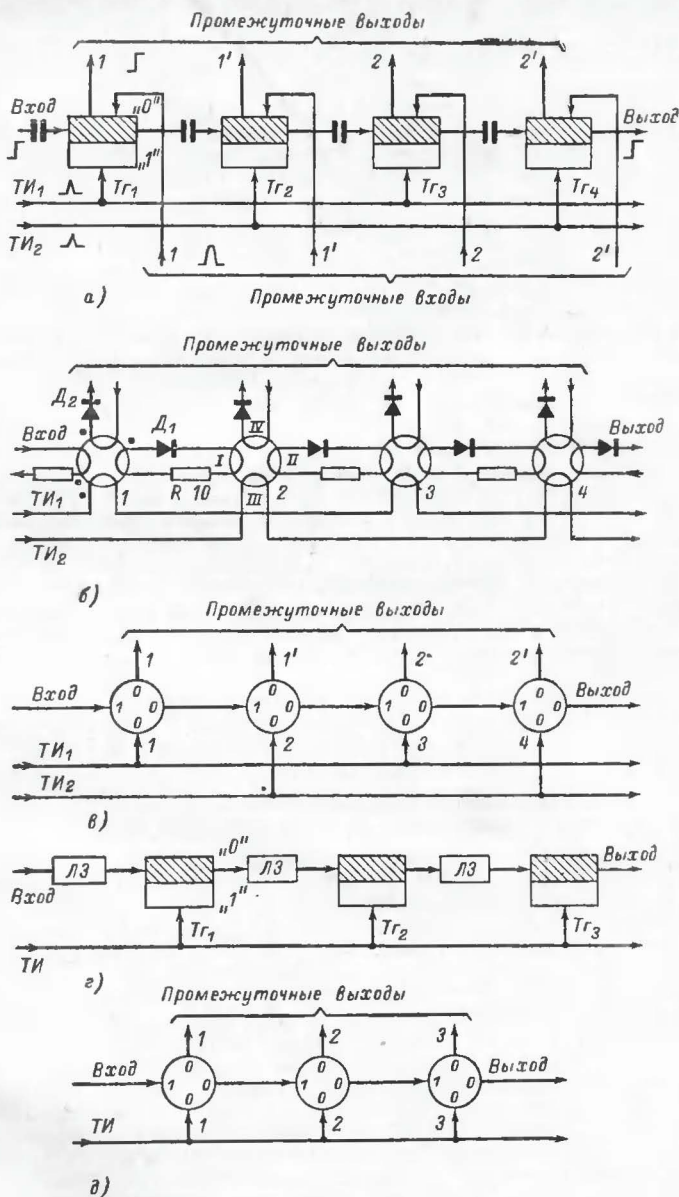 Промежуточные выходы
1 1' 2 2'
Вход „0" Выход
„1"
ТИ₁ Тг₁ Тг₂ Тг₃ Тг₄
ТИ₂
1 1' 2 2'
а) Промежуточные входы
Промежуточные выходы
Д₂ Д₁
Вход IV Выход
I II
ТИ₁ 1 R 10 III 2 3 4
ТИ₂
б)
Промежуточные выходы
1 1' 2 2'
Вход 0 0 0 0 Выход
1 0 1 0 1 0 1 0
0 0 0 0
ТИ₁ 1 2 3 4
ТИ₂
в)
„0"
ЛЗ ЛЗ ЛЗ Выход
Вход „1"
Тг₁ Тг₂ Тг₃
ТИ
г)
Промежуточные выходы
1 2 3
Вход 0 0 0 Выход
1 0 1 0 1 0
0 0 0
ТИ 1 2 3
д)